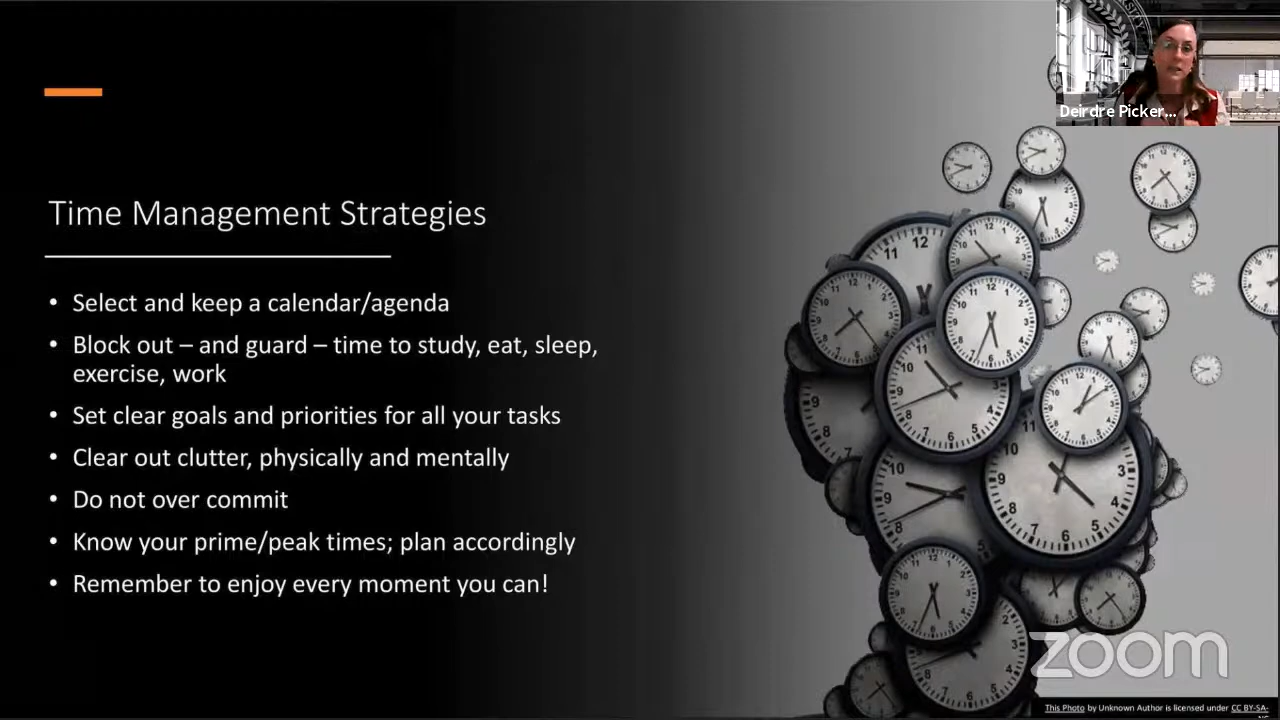 Deirdre Picker...
Time Management Strategies
• Select and keep a calendar/agenda
• Block out – and guard – time to study, eat, sleep,
exercise, work
• Set clear goals and priorities for all your tasks
• Clear out clutter, physically and mentally
• Do not over commit
• Know your prime/peak times; plan accordingly
• Remember to enjoy every moment you can!
zoom
This Photo by Unknown Author is licensed under CC BY-SA-